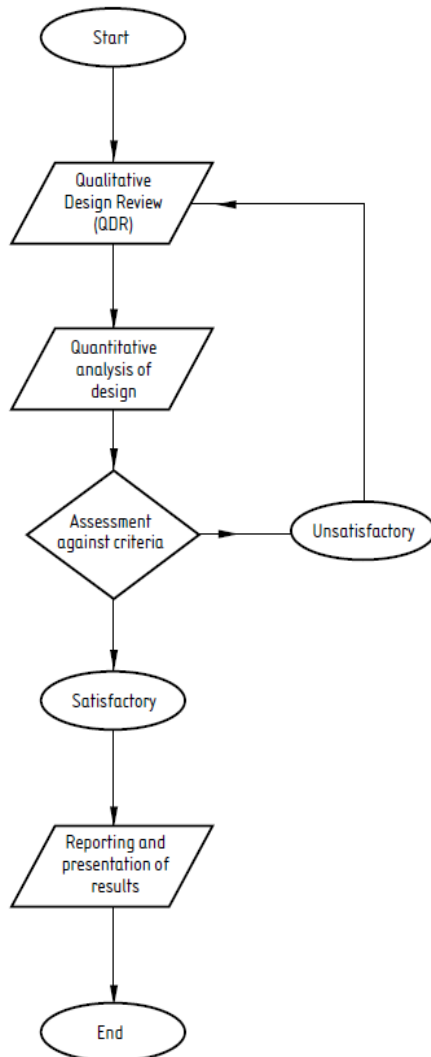 Start
Qualitative
Design Review
(QDR)
Quantitative
analysis of
design
Assessment
against criteria
Unsatisfactory
Satisfactory
Reporting and
presentation of
results
End